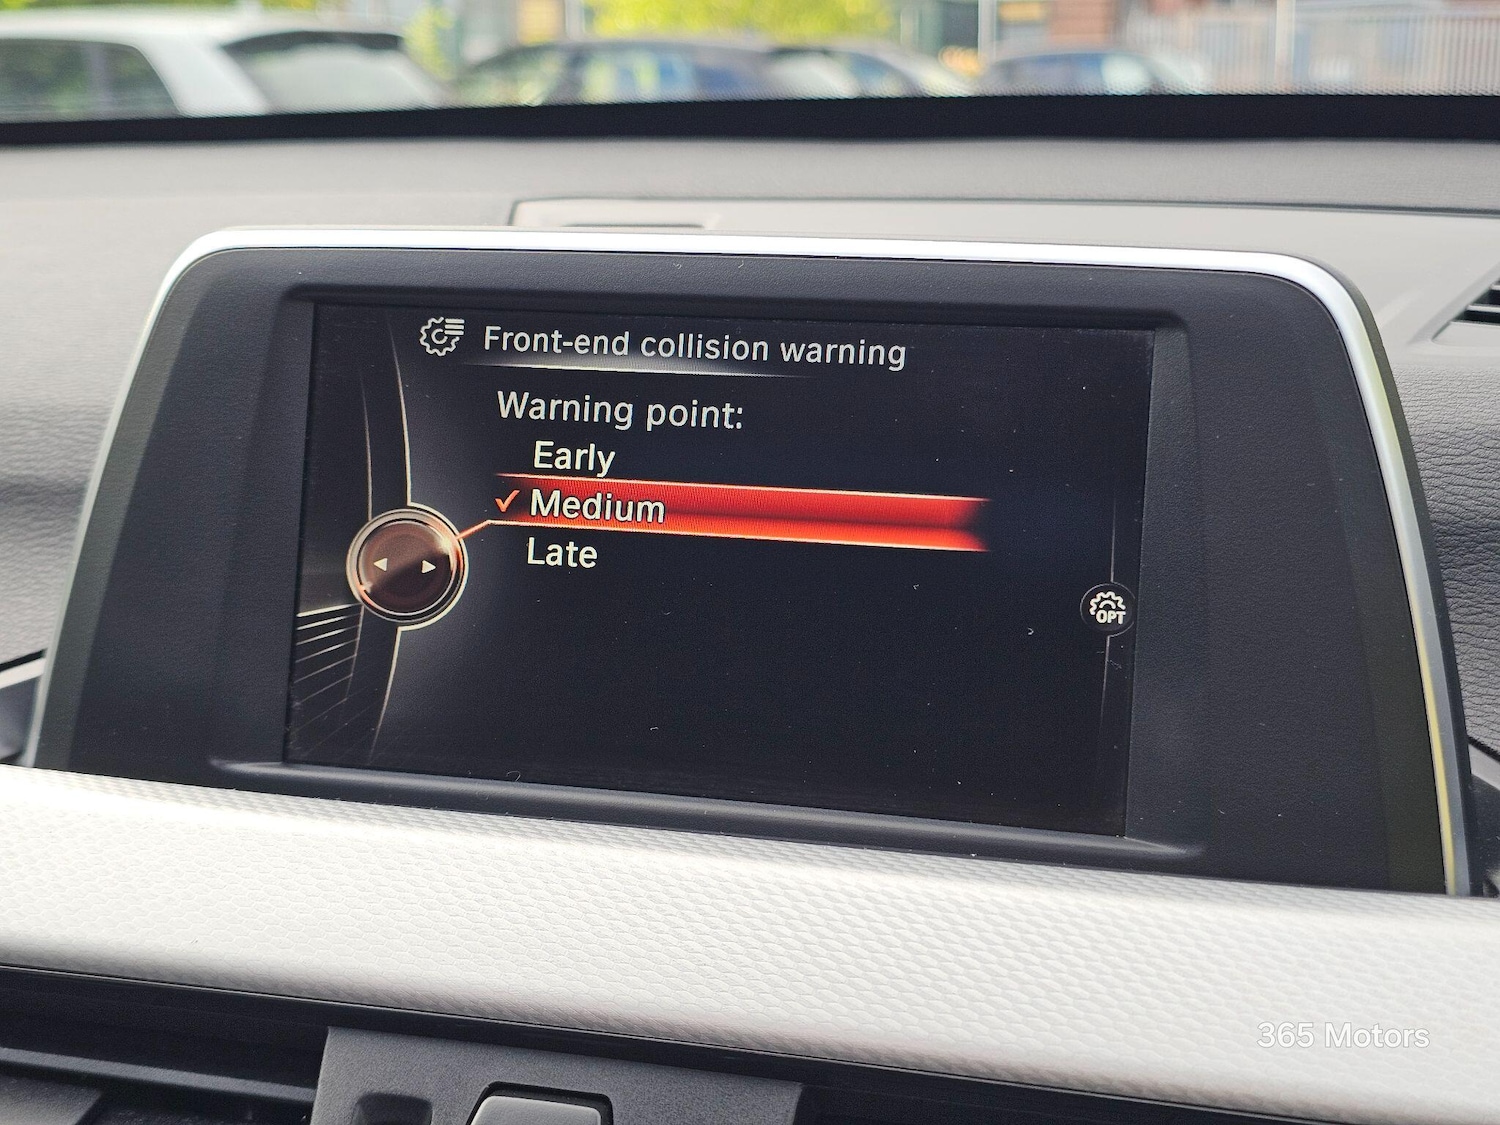 Front-end collision warning
Warning point:
Early
✓ Medium
Late
OPT
365 Motors